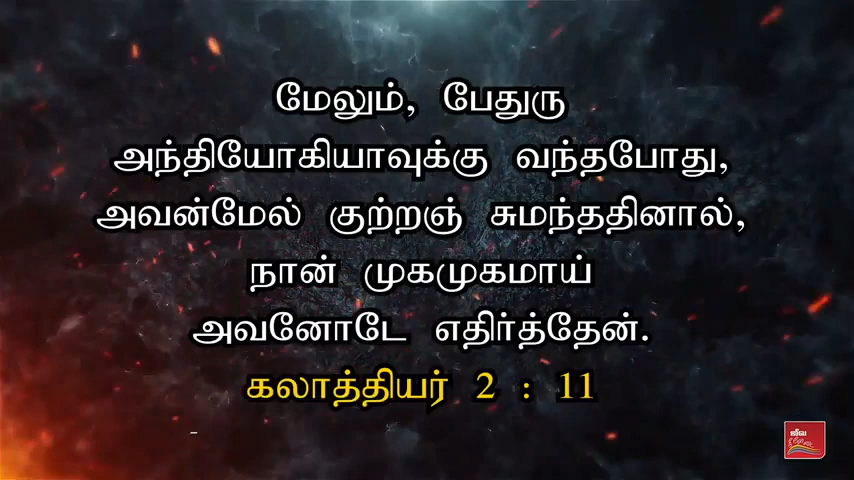 மேலும், பேதுரு
அந்தியோகியாவுக்கு வந்தபோது,
அவன்மேல் குற்றஞ் சுமந்ததினால்,
நான் முகமுகமாய்
அவனோடே எதிர்த்தேன்.
கலாத்தியர் 2 : 11
ஜீவ